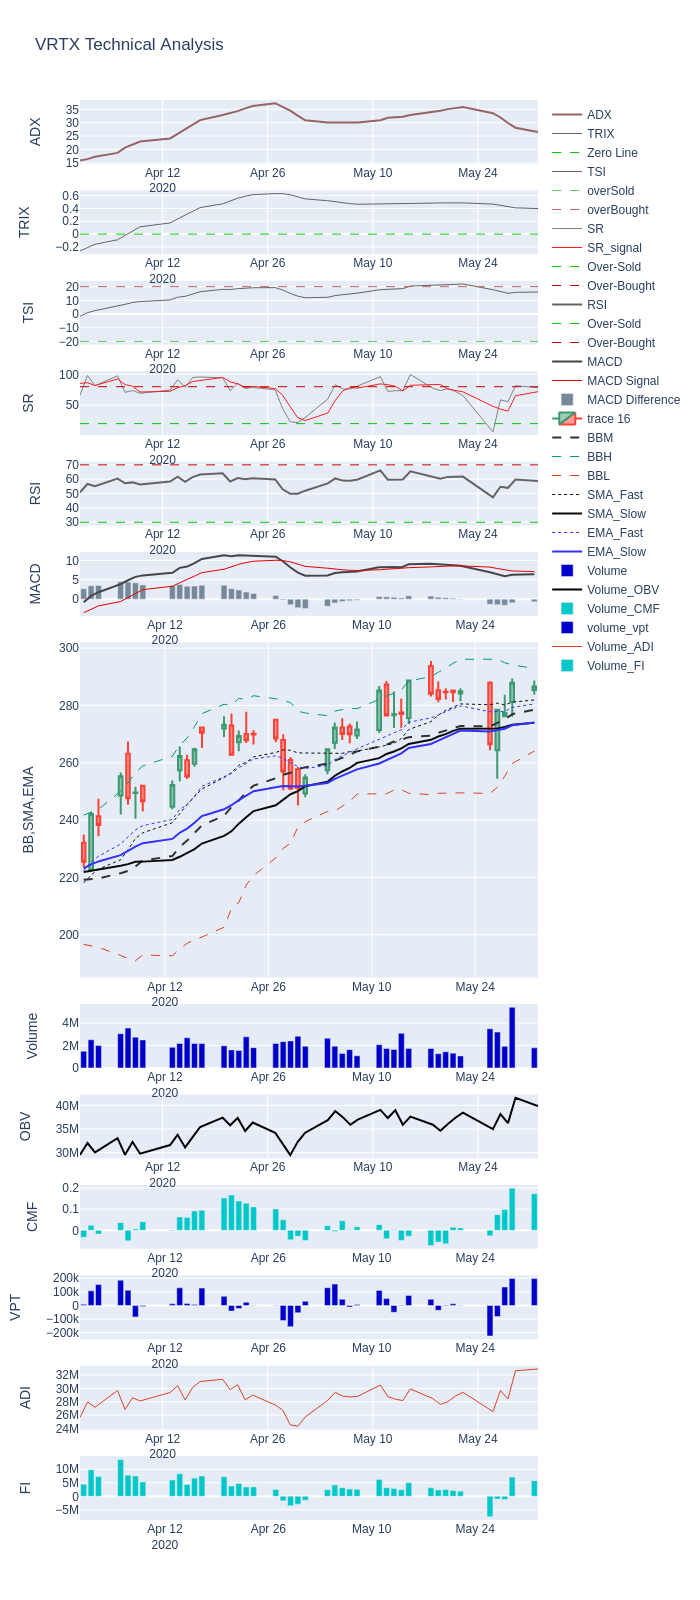 VRTX Technical Analysis
ADX
35
30
25
20
15
Apr 12
2020
Apr 26
May 10
May 24
TRIX
0.6
0.4
0.2
0
−0.2
Apr 12
2020
Apr 26
May 10
May 24
TSI
20
10
0
−10
−20
Apr 12
2020
Apr 26
May 10
May 24
SR
100
50
Apr 12
2020
Apr 26
May 10
May 24
RSI
70
60
50
40
30
Apr 12
2020
Apr 26
May 10
May 24
MACD
10
5
0
Apr 12
2020
Apr 26
May 10
May 24
BB,SMA,EMA
300
280
260
240
220
200
Apr 12
2020
Apr 26
May 10
May 24
Volume
4M
2M
0
Apr 12
2020
Apr 26
May 10
May 24
OBV
40M
35M
30M
Apr 12
2020
Apr 26
May 10
May 24
CMF
0.2
0.1
0
Apr 12
2020
Apr 26
May 10
May 24
VPT
200k
100k
0
−100k
−200k
Apr 12
2020
Apr 26
May 10
May 24
ADI
32M
30M
28M
26M
24M
Apr 12
2020
Apr 26
May 10
May 24
FI
10M
5M
0
−5M
Apr 12
2020
Apr 26
May 10
May 24
ADX
TRIX
Zero Line
TSI
overSold
overBought
SR
SR_signal
Over-Sold
Over-Bought
RSI
Over-Sold
Over-Bought
MACD
MACD Signal
MACD Difference
trace 16
BBM
BBH
BBL
SMA_Fast
SMA_Slow
EMA_Fast
EMA_Slow
Volume
Volume_OBV
Volume_CMF
volume_vpt
Volume_ADI
Volume_FI